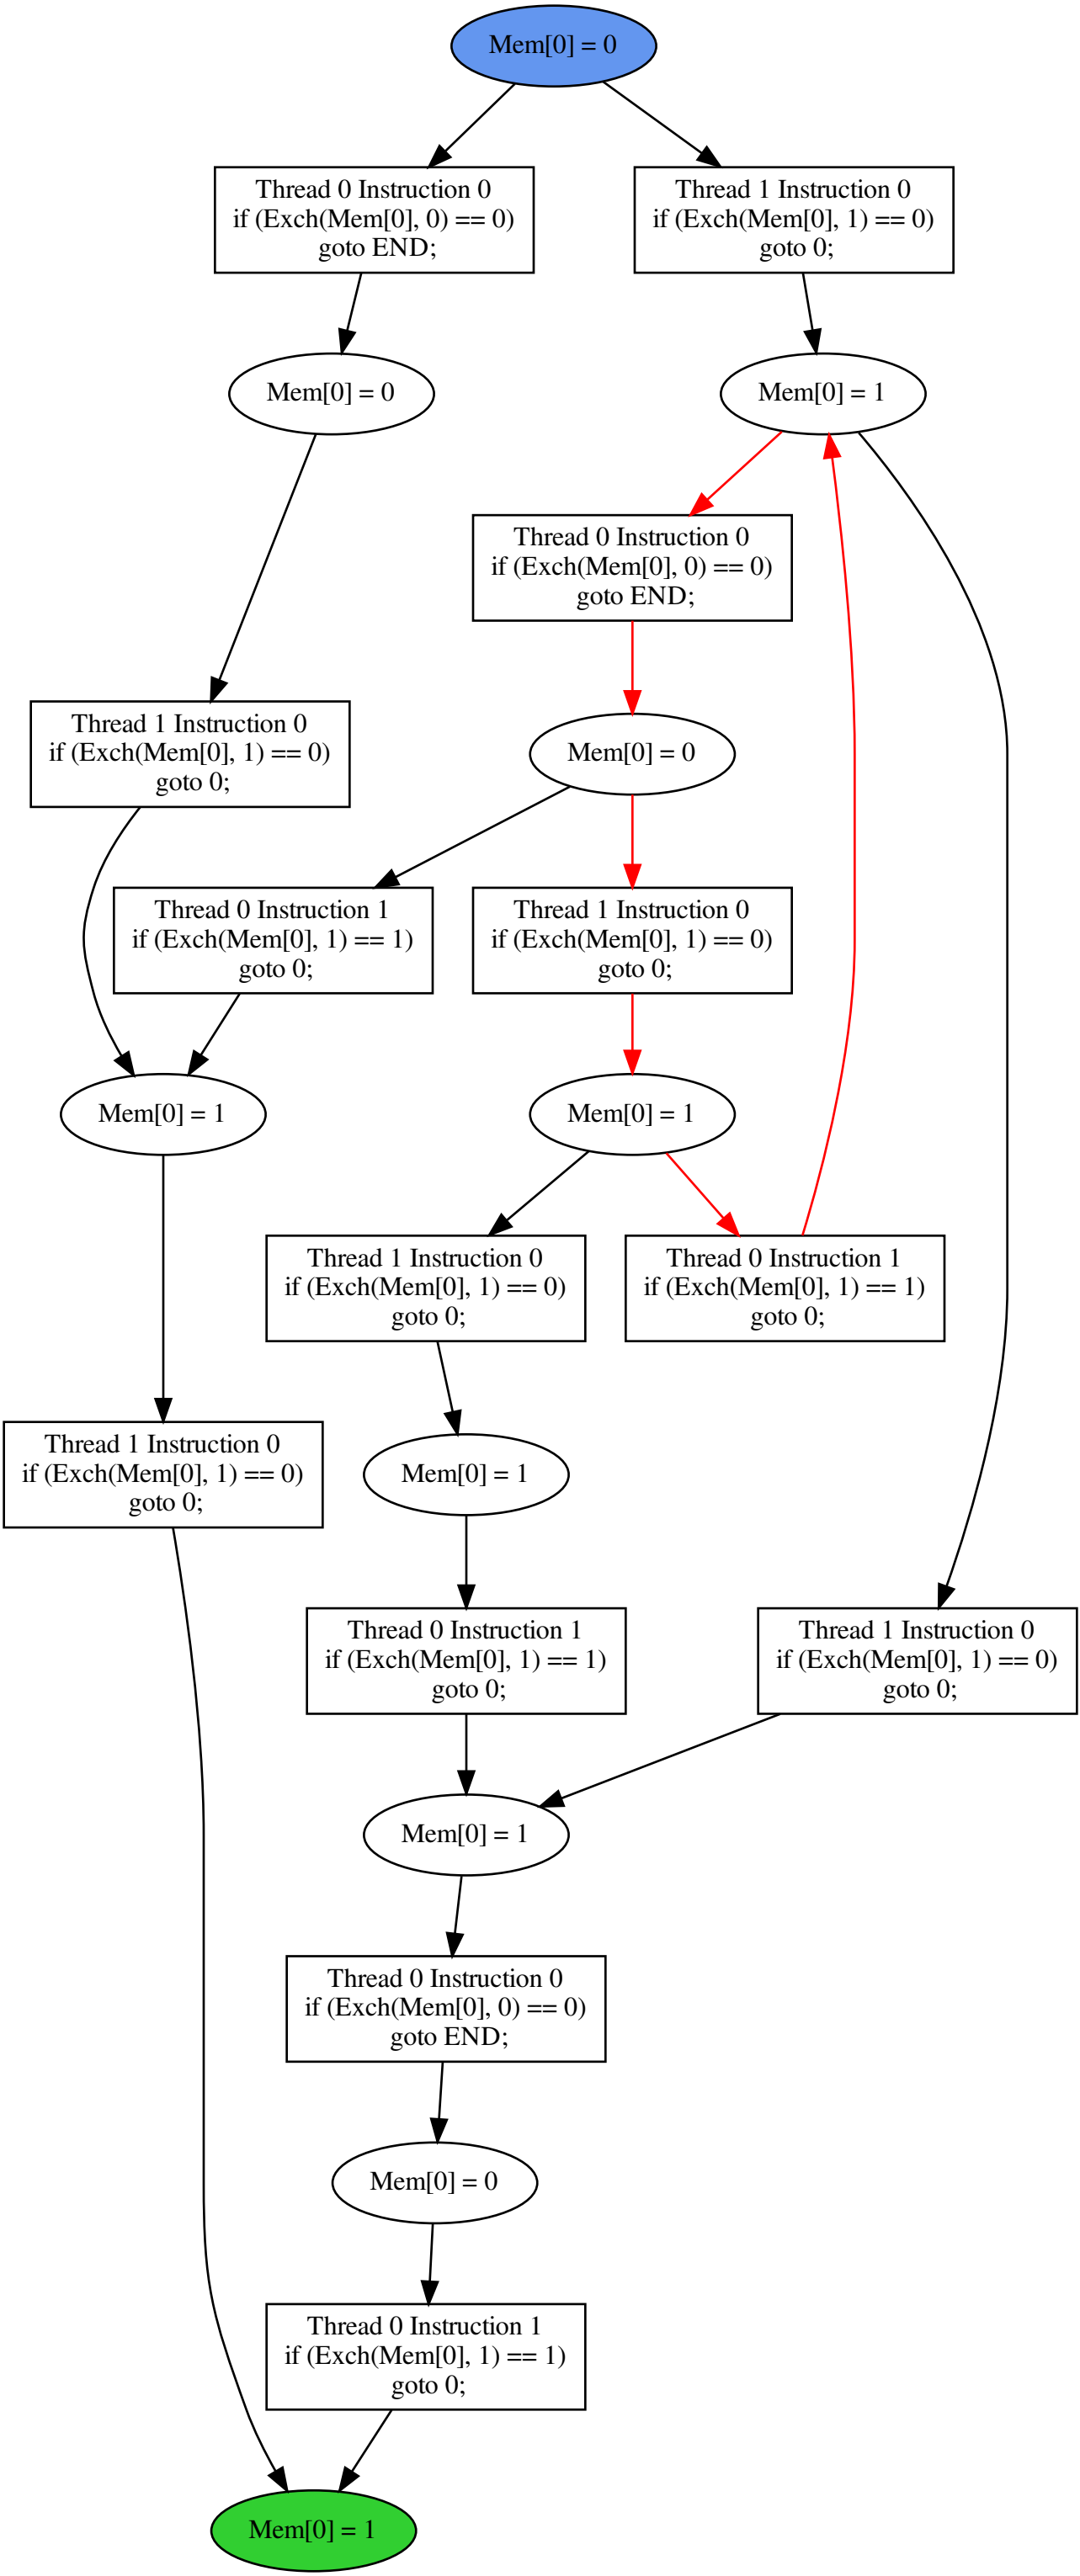 Mem[0] = 0
Thread 0 Instruction 0
if (Exch(Mem[0], 0) == 0)
goto END;
Thread 1 Instruction 0
if (Exch(Mem[0], 1) == 0)
goto 0;
Mem[0] = 0
Mem[0] = 1
Thread 0 Instruction 0
if (Exch(Mem[0], 0) == 0)
goto END;
Thread 1 Instruction 0
if (Exch(Mem[0], 1) == 0)
goto 0;
Mem[0] = 0
Thread 0 Instruction 1
if (Exch(Mem[0], 1) == 1)
goto 0;
Thread 1 Instruction 0
if (Exch(Mem[0], 1) == 0)
goto 0;
Mem[0] = 1
Mem[0] = 1
Thread 1 Instruction 0
if (Exch(Mem[0], 1) == 0)
goto 0;
Thread 0 Instruction 1
if (Exch(Mem[0], 1) == 1)
goto 0;
Thread 1 Instruction 0
if (Exch(Mem[0], 1) == 0)
goto 0;
Mem[0] = 1
Thread 0 Instruction 1
if (Exch(Mem[0], 1) == 1)
goto 0;
Thread 1 Instruction 0
if (Exch(Mem[0], 1) == 0)
goto 0;
Mem[0] = 1
Thread 0 Instruction 0
if (Exch(Mem[0], 0) == 0)
goto END;
Mem[0] = 0
Thread 0 Instruction 1
if (Exch(Mem[0], 1) == 1)
goto 0;
Mem[0] = 1